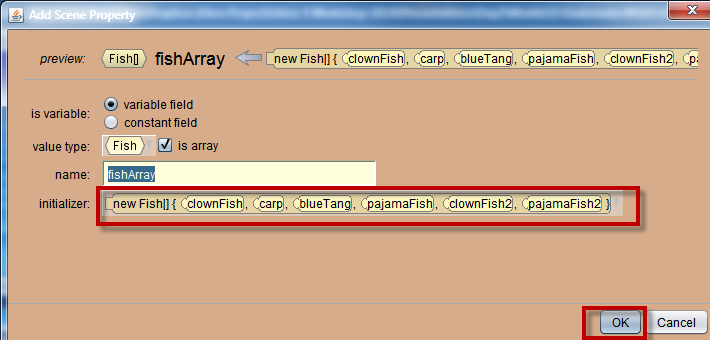 Add Scene Property
preview: Fish[] fishArray new Fish[] { clownFish, carp, blueTang, pajamaFish, clownFish2, pa
is variable: variable field
constant field
value type: Fish is array
name: fishArray
initializer: new Fish[] { clownFish, carp, blueTang, pajamaFish, clownFish2, pajamaFish2 }
OK Cancel